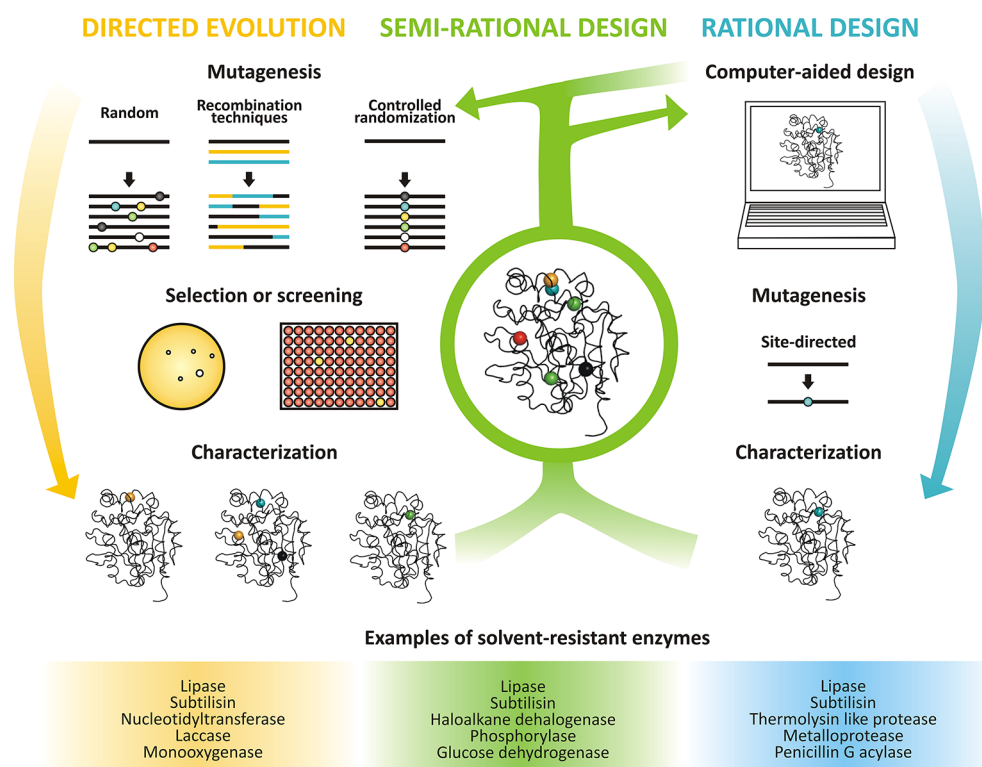 DIRECTED EVOLUTION
SEMI-RATIONAL DESIGN
RATIONAL DESIGN
Mutagenesis
Random
Recombination
techniques
Controlled
randomization
Computer-aided design
Selection or screening
Mutagenesis
Site-directed
Characterization
Characterization
Examples of solvent-resistant enzymes
Lipase
Subtilisin
Nucleotidyltransferase
Laccase
Monooxygenase
Lipase
Subtilisin
Haloalkane dehalogenase
Phosphorylase
Glucose dehydrogenase
Lipase
Subtilisin
Thermolysin like protease
Metalloprotease
Penicillin G acylase